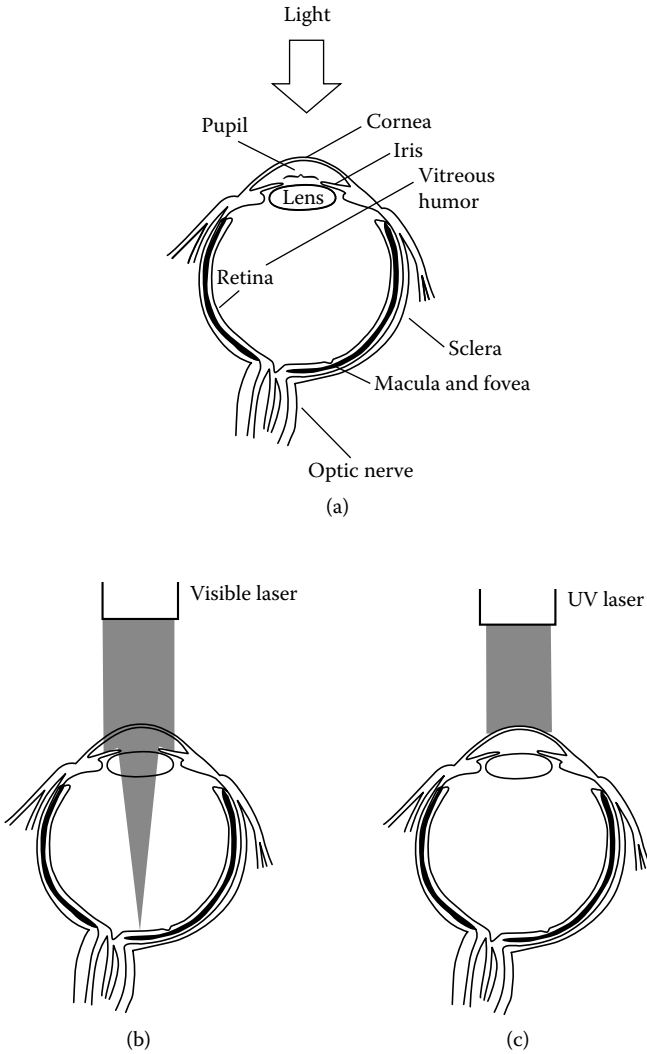 Light
Pupil
Cornea
Iris
Vitreous
humor
Lens
Retina
Sclera
Macula and fovea
Optic nerve
(a)
Visible laser
UV laser
(b)
(c)